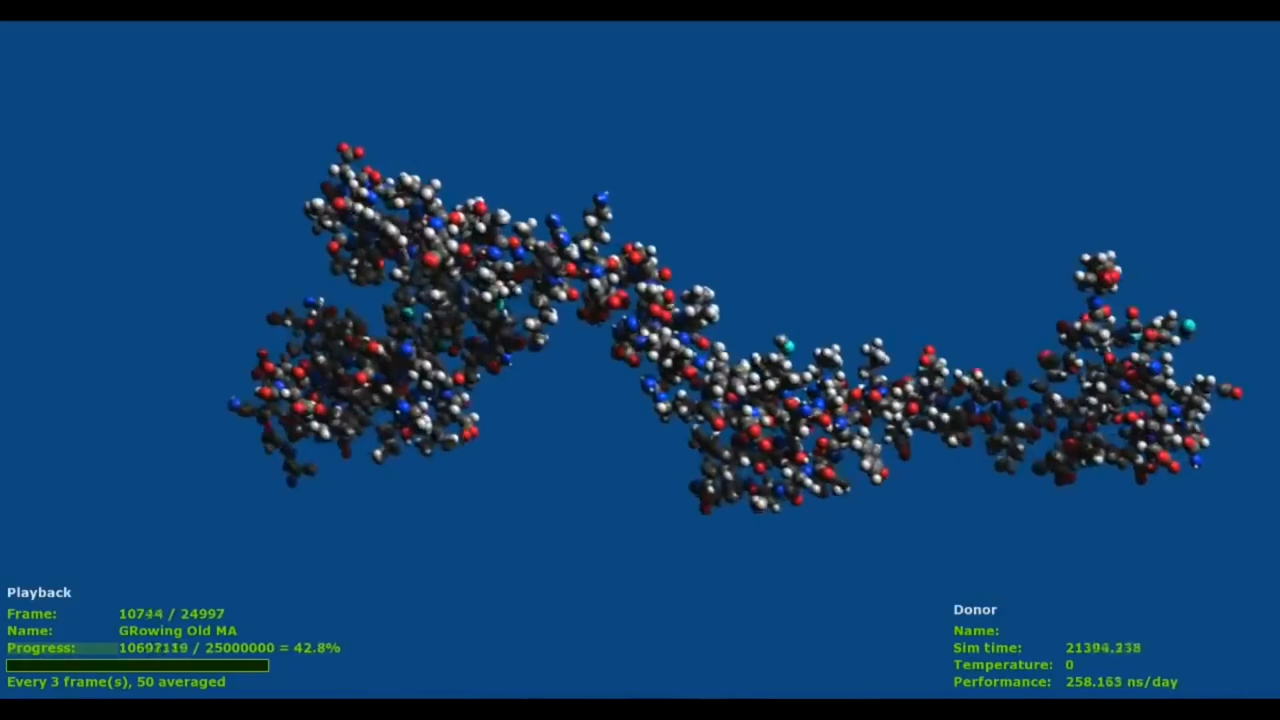 Playback
Frame: 10744 / 24997
Name: GRowing Old MA
Progress: 10697119 / 25000000 = 42.8%
Every 3 frame(s), 50 averaged
Donor
Name:
Sim time: 21394.238
Temperature: 0
Performance: 258.163 ns/day